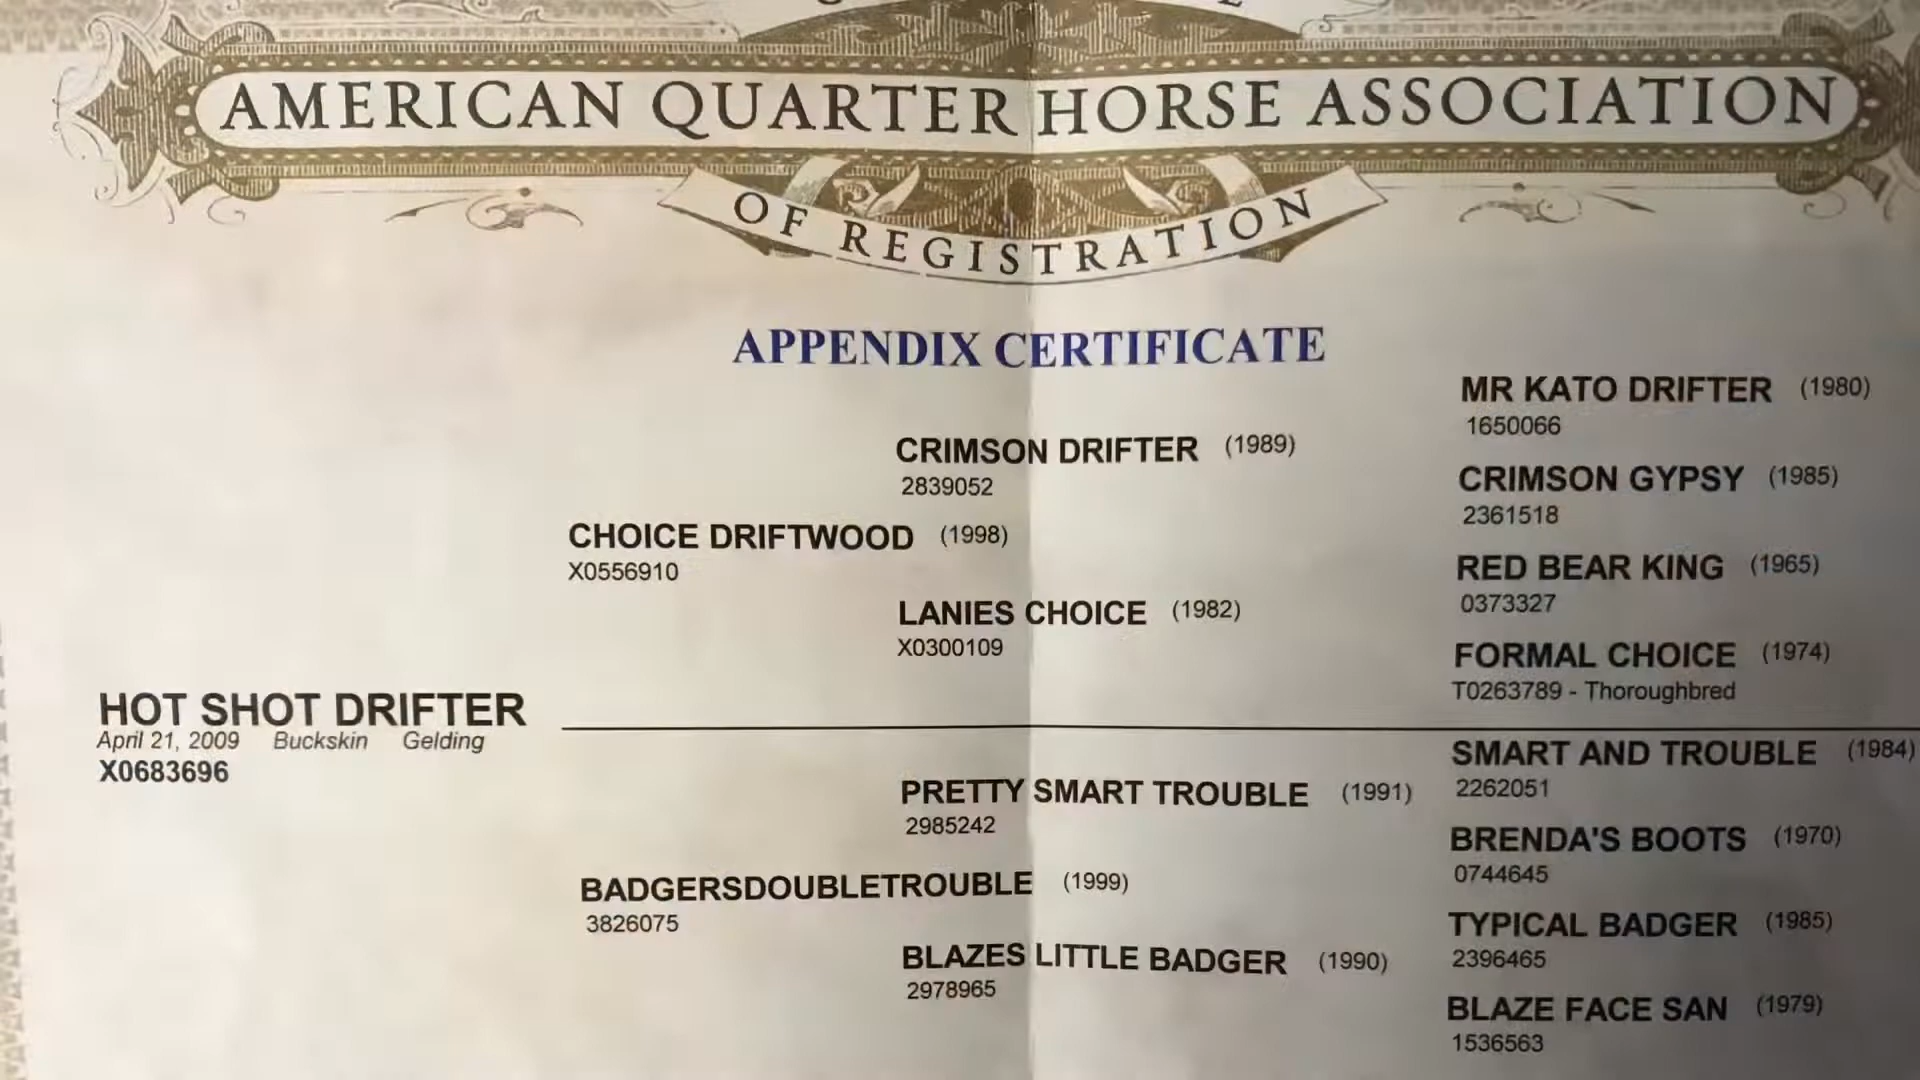 AMERICAN QUARTER HORSE ASSOCIATION
OF REGISTRATION
APPENDIX CERTIFICATE
MR KATO DRIFTER (1980)
1650066
CRIMSON DRIFTER (1989)
2839052
CRIMSON GYPSY (1985)
2361518
CHOICE DRIFTWOOD (1998)
X0556910
RED BEAR KING (1965)
0373327
LANIES CHOICE (1982)
X0300109
FORMAL CHOICE (1974)
T0263789 - Thoroughbred
HOT SHOT DRIFTER
April 21, 2009 Buckskin Gelding
X0683696
SMART AND TROUBLE (1984)
2262051
PRETTY SMART TROUBLE (1991)
2985242
BRENDA'S BOOTS (1970)
0744645
BADGERSDOUBLETROUBLE (1999)
3826075
TYPICAL BADGER (1985)
2396465
BLAZES LITTLE BADGER (1990)
2978965
BLAZE FACE SAN (1979)
1536563